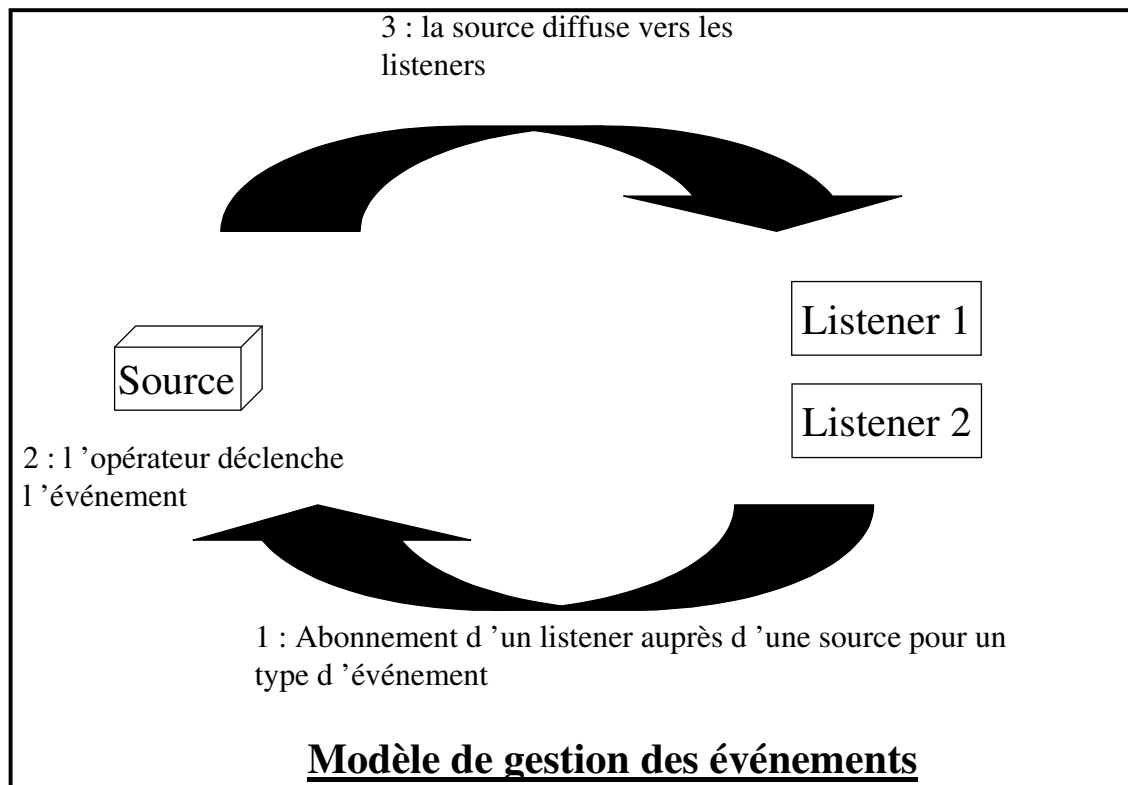 3 : la source diffuse vers les
listeners
Listener 1
Source
Listener 2
2 : l ’opérateur déclenche
l ’événement
1 : Abonnement d ’un listener auprès d ’une source pour un
type d ’événement
Modèle de gestion des événements